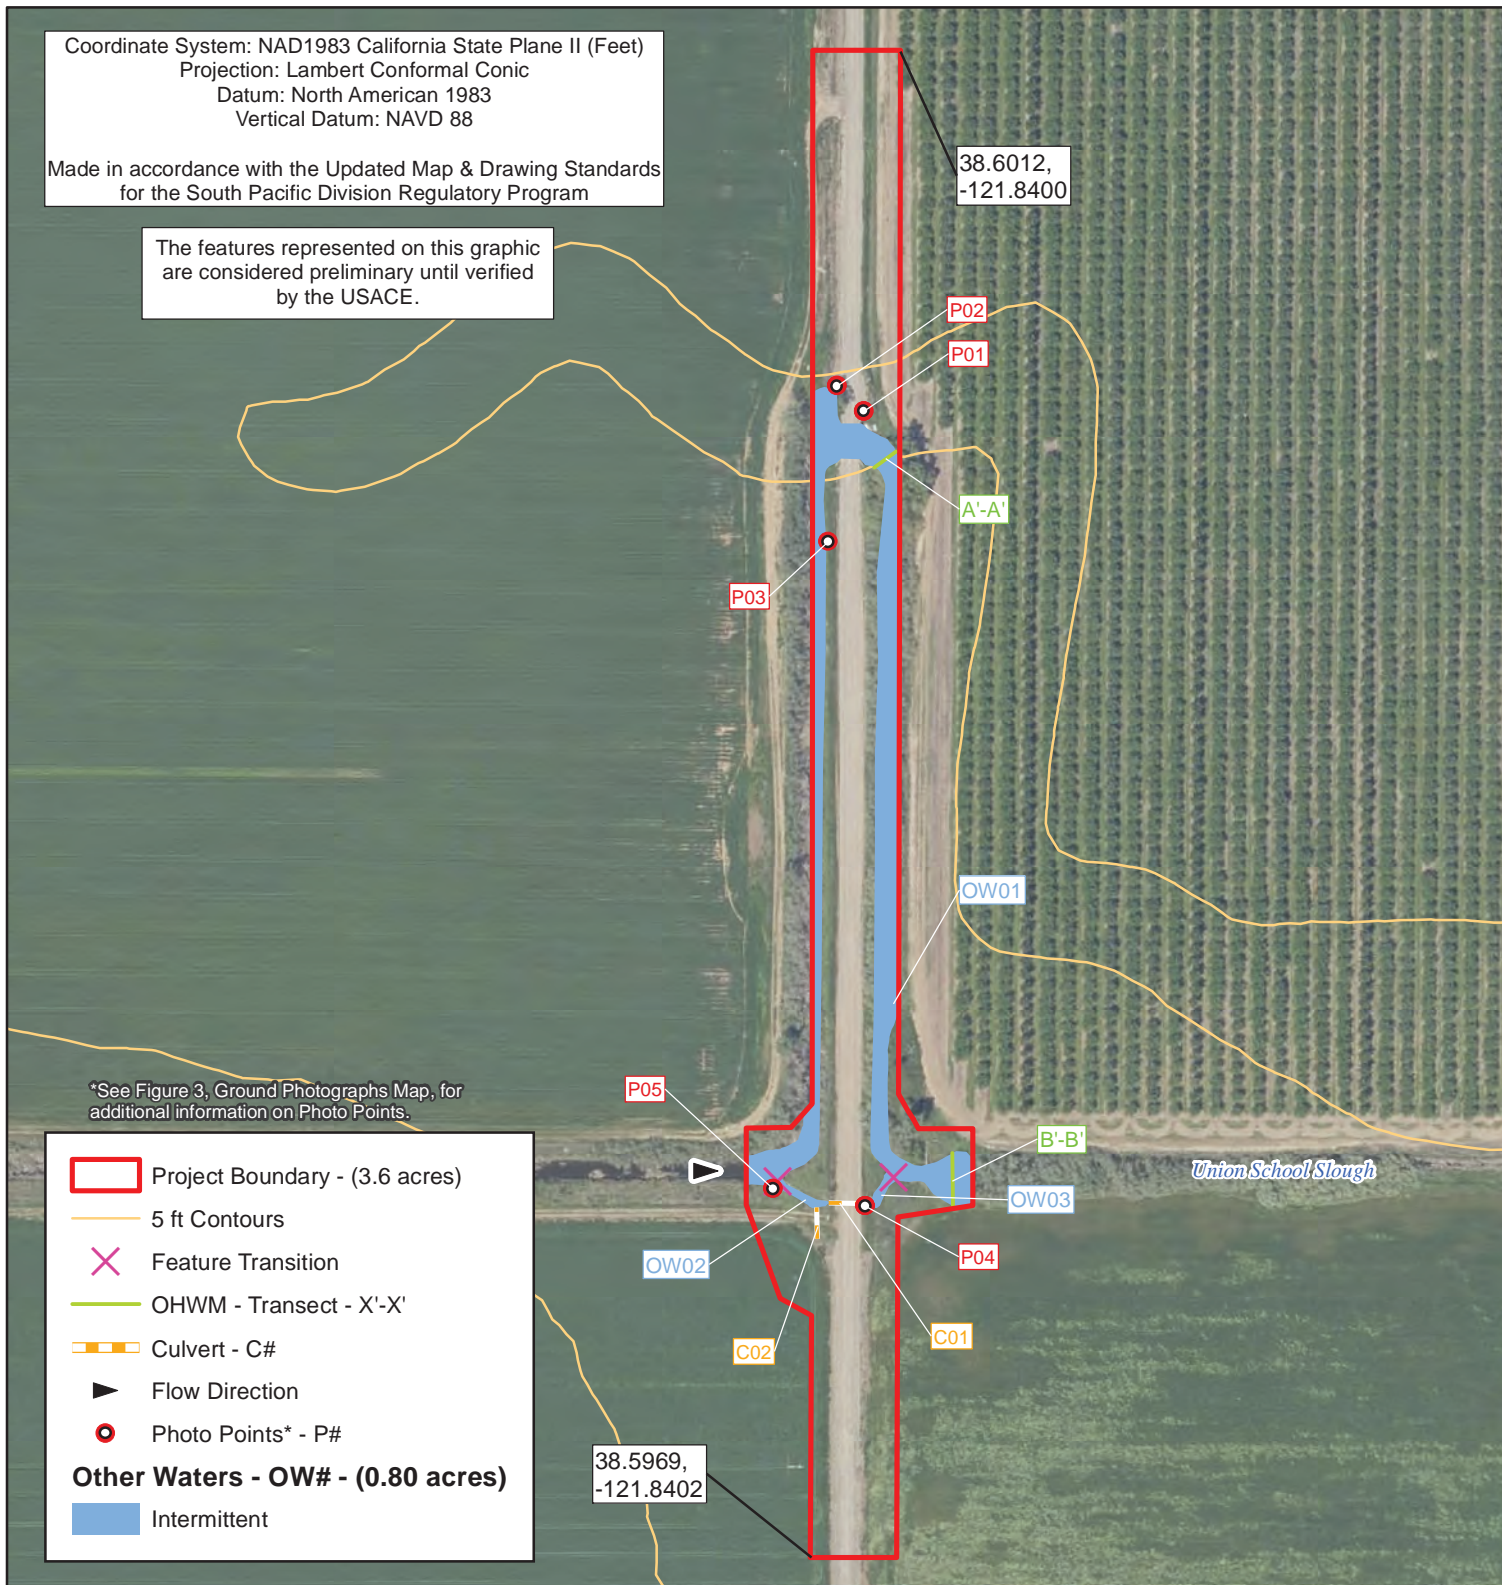 Coordinate System: NAD1983 California State Plane II (Feet)
Projection: Lambert Conformal Conic
Datum: North American 1983
Vertical Datum: NAVD 88
Made in accordance with the Updated Map & Drawing Standards
for the South Pacific Division Regulatory Program
The features represented on this graphic
are considered preliminary until verified
by the USACE.
38.6012,
-121.8400
P02
P01
A'-A'
P03
OW01
*See Figure 3, Ground Photographs Map, for
additional information on Photo Points.
P05
B'-B'
Union School Slough
OW03
OW02
P04
C01
C02
38.5969,
-121.8402
Project Boundary - (3.6 acres)
5 ft Contours
Feature Transition
OHWM - Transect - X'-X'
Culvert - C#
Flow Direction
Photo Points* - P#
Other Waters - OW# - (0.80 acres)
Intermittent